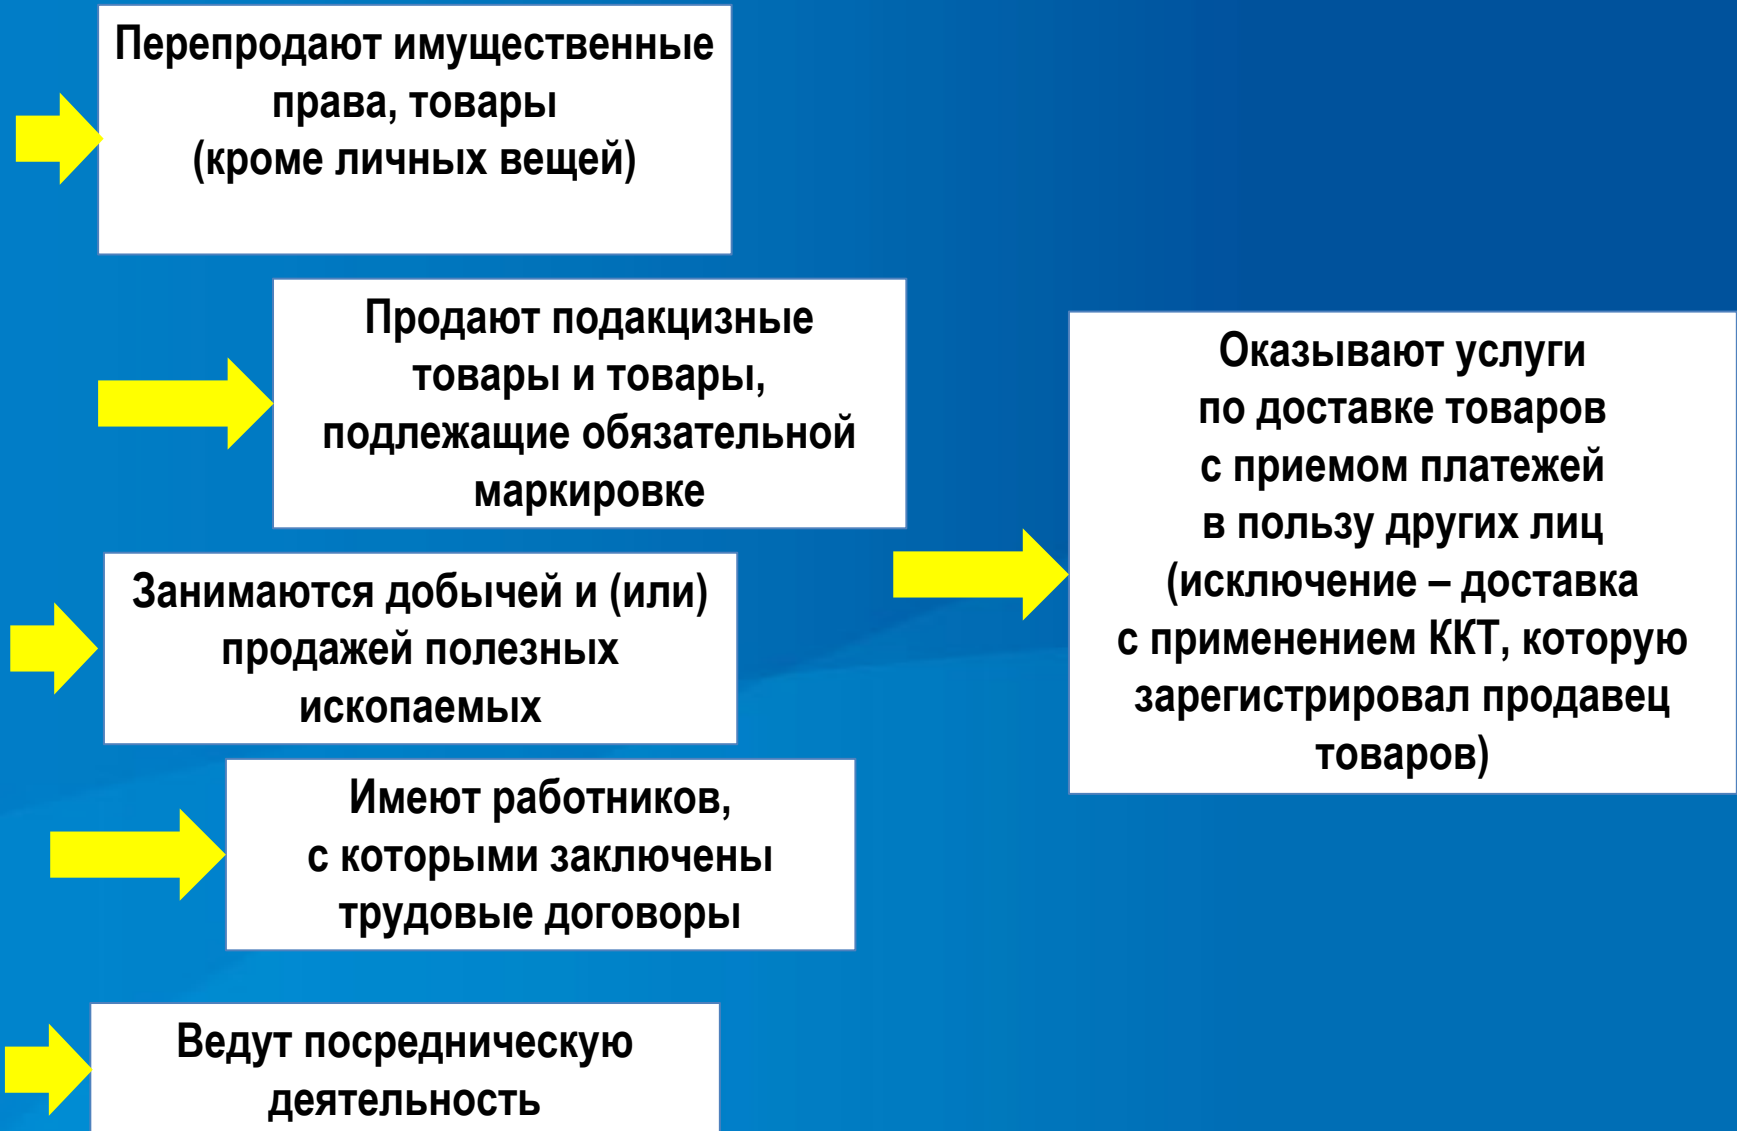 Перепродают имущественные
права, товары
(кроме личных вещей)
Продают подакцизные
товары и товары,
подлежащие обязательной
маркировке
Занимаются добычей и (или)
продажей полезных
ископаемых
Имеют работников,
с которыми заключены
трудовые договоры
Ведут посредническую
деятельность
Оказывают услуги
по доставке товаров
с приемом платежей
в пользу других лиц
(исключение – доставка
с применением ККТ, которую
зарегистрировал продавец
товаров)